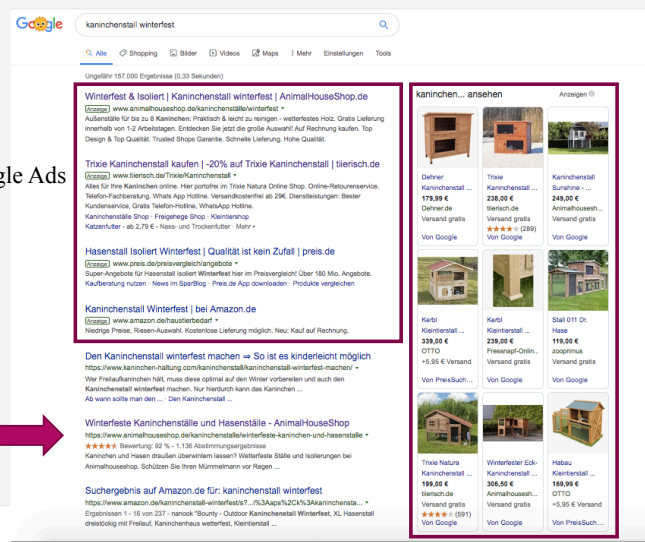 Google
kaninchenstall winterfest
Alle Shopping Bilder Videos Maps Mehr Einstellungen Tools
Ungefähr 157.000 Ergebnisse (0,33 Sekunden)
gle Ads
Winterfest & Isoliert | Kaninchenstall winterfest | AnimalHouseShop.de
Anzeige www.animalhouseshop.de/kaninchenställe/winterfest
Außenställe für bis zu 8 Kaninchen: Praktisch & leicht zu reinigen - wetterfestes Holz. Gratis Lieferung
innerhalb von 1-2 Arbeitstagen. Entdecken Sie jetzt die große Auswahl! Auf Rechnung kaufen. Top
Design & Top Qualität. Trusted Shops Garantie. Schnelle Lieferung. Hohe Qualität.
Trixie Kaninchenstall kaufen | -20% auf Trixie Kaninchenstall | tiierisch.de
Anzeige www.tiierisch.de/Trixie/Kaninchenstall
Alles für Ihre Kaninchen online. Hier portofrei im Trixie Natura Online Shop. Online-Retourenservice.
Telefon-Fachberatung. Whats App Hotline. Versandkostenfrei ab 29€. Dienstleistungen: Bester
Kundenservice, Gratis Telefon-Hotline, WhatsApp Hotline.
Kaninchenställe Shop · Freigehege Shop · Kleintiershop
Katzenfutter - ab 2,79 € - Nass- und Trockenfutter · Mehr
Hasenstall Isoliert Winterfest | Qualität ist kein Zufall | preis.de
Anzeige www.preis.de/preisvergleich/angebote
Super-Angebote für Hasenstall Isoliert Winterfest hier im Preisvergleich! Über 180 Mio. Angebote.
Kaufberatung nutzen · News im SparBlog · Preis.de App downloaden · Produkte vergleichen
Kaninchenstall Winterfest | bei Amazon.de
Anzeige www.amazon.de/haustierbedarf
Niedrige Preise, Riesen-Auswahl. Kostenlose Lieferung möglich. Neu: Kauf auf Rechnung.
Den Kaninchenstall winterfest machen ⇒ So ist es kinderleicht möglich
https://www.kaninchen-haltung.com/kaninchenstall/kaninchenstall-winterfest-machen/
Wer Freilaufkaninchen hält, muss diese optimal auf den Winter vorbereiten und auch den
Kaninchenstall winterfest machen. Nur hierdurch kann das Kaninchen ...
Ab wann sollte man den ... · Den Kaninchenstall ...
Winterfeste Kaninchenställe und Hasenställe - AnimalHouseShop
https://www.animalhouseshop.de/kaninchenstalle/winterfeste-kaninchen-und-hasenstalle
Bewertung: 92 % - 1.136 Abstimmungsergebnisse
Kaninchen und Hasen draußen überwintern lassen? Wetterfeste Ställe und Isolierungen bei
Animalhouseshop. Schützen Sie Ihren Mümmelmann vor Regen ...
Suchergebnis auf Amazon.de für: kaninchenstall winterfest
https://www.amazon.de/kaninchenstall-winterfest/s?...i%3Aaps%2Ck%3Akaninchensta...
Ergebnissen 1 - 16 von 237 - nanook "Bounty - Outdoor Kaninchenstall Winterfest, XL Hasenstall
dreistöckig mit Freilauf, Kaninchenhaus wetterfest, Kleintierstall ...
kaninchen... ansehen Anzeigen
Dehner
Kaninchenstall ...
179,99 €
Dehner.de
Versand gratis
Von Google
Trixie
Kaninchenstall ...
238,00 €
tiierisch.de
Versand gratis
(289)
Von Google
Kaninchenstall
Sunshine - ...
249,00 €
Animalhousesh...
Versand gratis
Von Google
Kerbl
Kleintierstall ...
339,00 €
OTTO
+5,95 € Versand
Von PreisSuch...
Kerbl
Kleintierstall ...
239,00 €
Fressnapf-Onlin...
Versand gratis
Von Google
Stall 011 Dr.
Hase
119,00 €
zooprimus
Versand gratis
Von Google
Trixie Natura
Kaninchenstall ...
199,00 €
tiierisch.de
Versand gratis
(591)
Von Google
Winterfester Eck-
Kaninchenstall ...
306,50 €
Animalhousesh...
Versand gratis
Von Google
Habau
Kleintierstall ...
169,99 €
OTTO
+5,95 € Versand
Von PreisSuch...